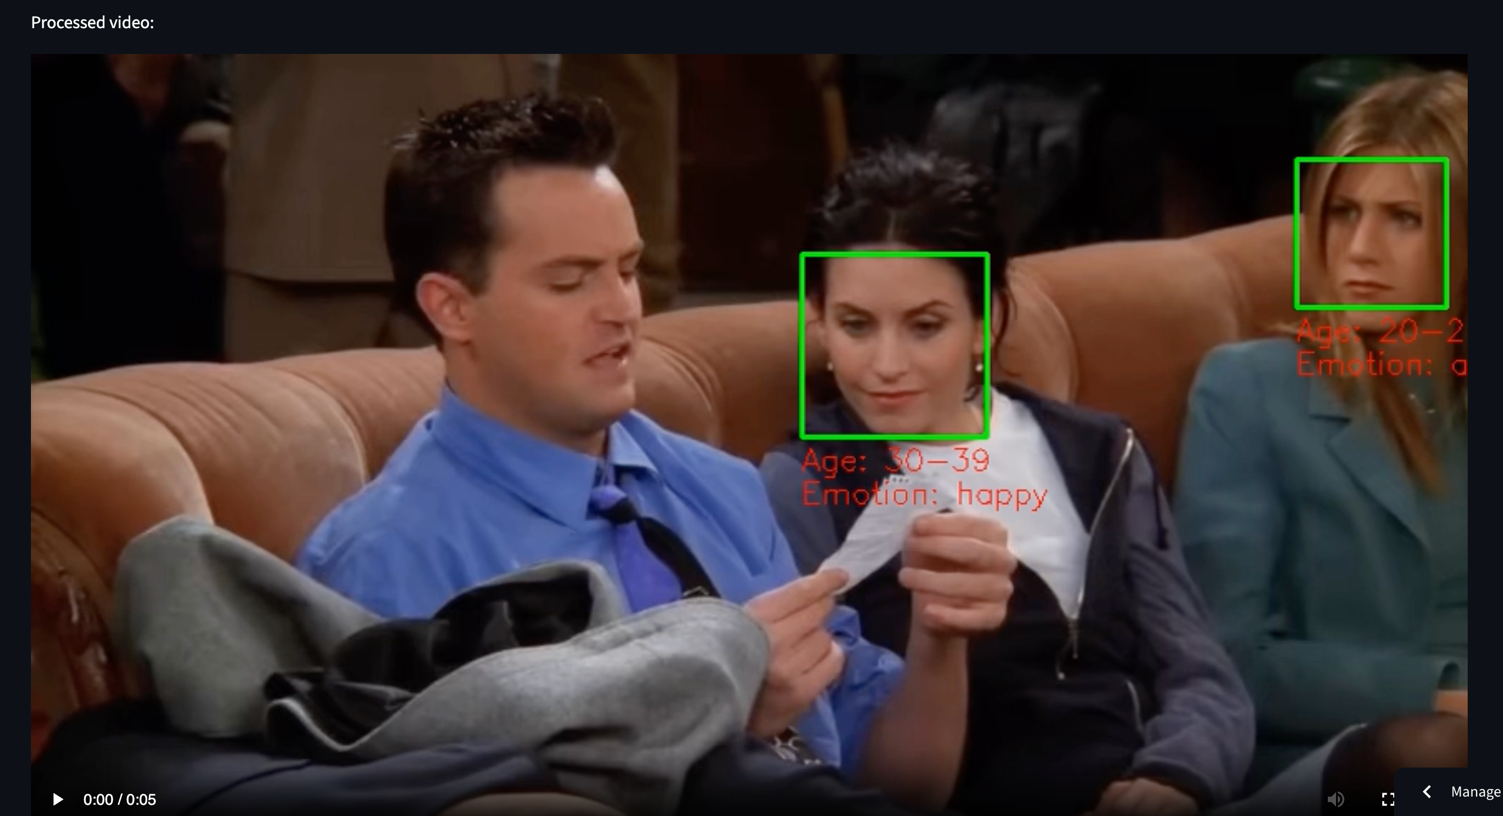 Processed video:
Age: 20-2
Emotion: a
Age: 30-39
Emotion: happy
0:00 / 0:05
Manage